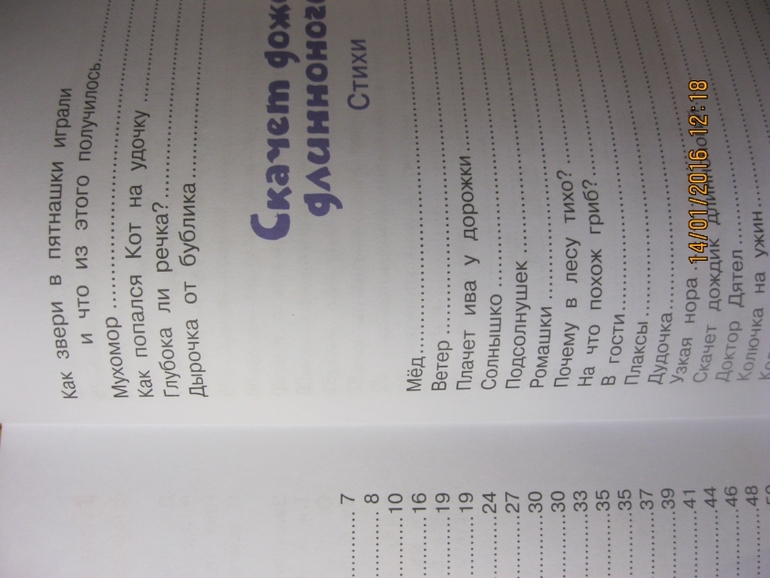 7
8
10
16
19
19
24
27
30
30
33
35
35
37
39
41
44
46
48
Как звери в пятнашки играли
и что из этого получилось
Мухомор
Как попался Кот на удочку
Глубока ли речка?
Дырочка от бублика
Скачет дож
длинноног
Стихи
Мёд
Ветер
Плачет ива у дорожки
Солнышко
Подсолнушек
Ромашки
Почему в лесу тихо?
На что похож гриб?
В гости
Плаксы
Дудочка
Узкая нора
Скачет дождик
Доктор Дятел
Колючка на ужин
14/01/2016 12:18